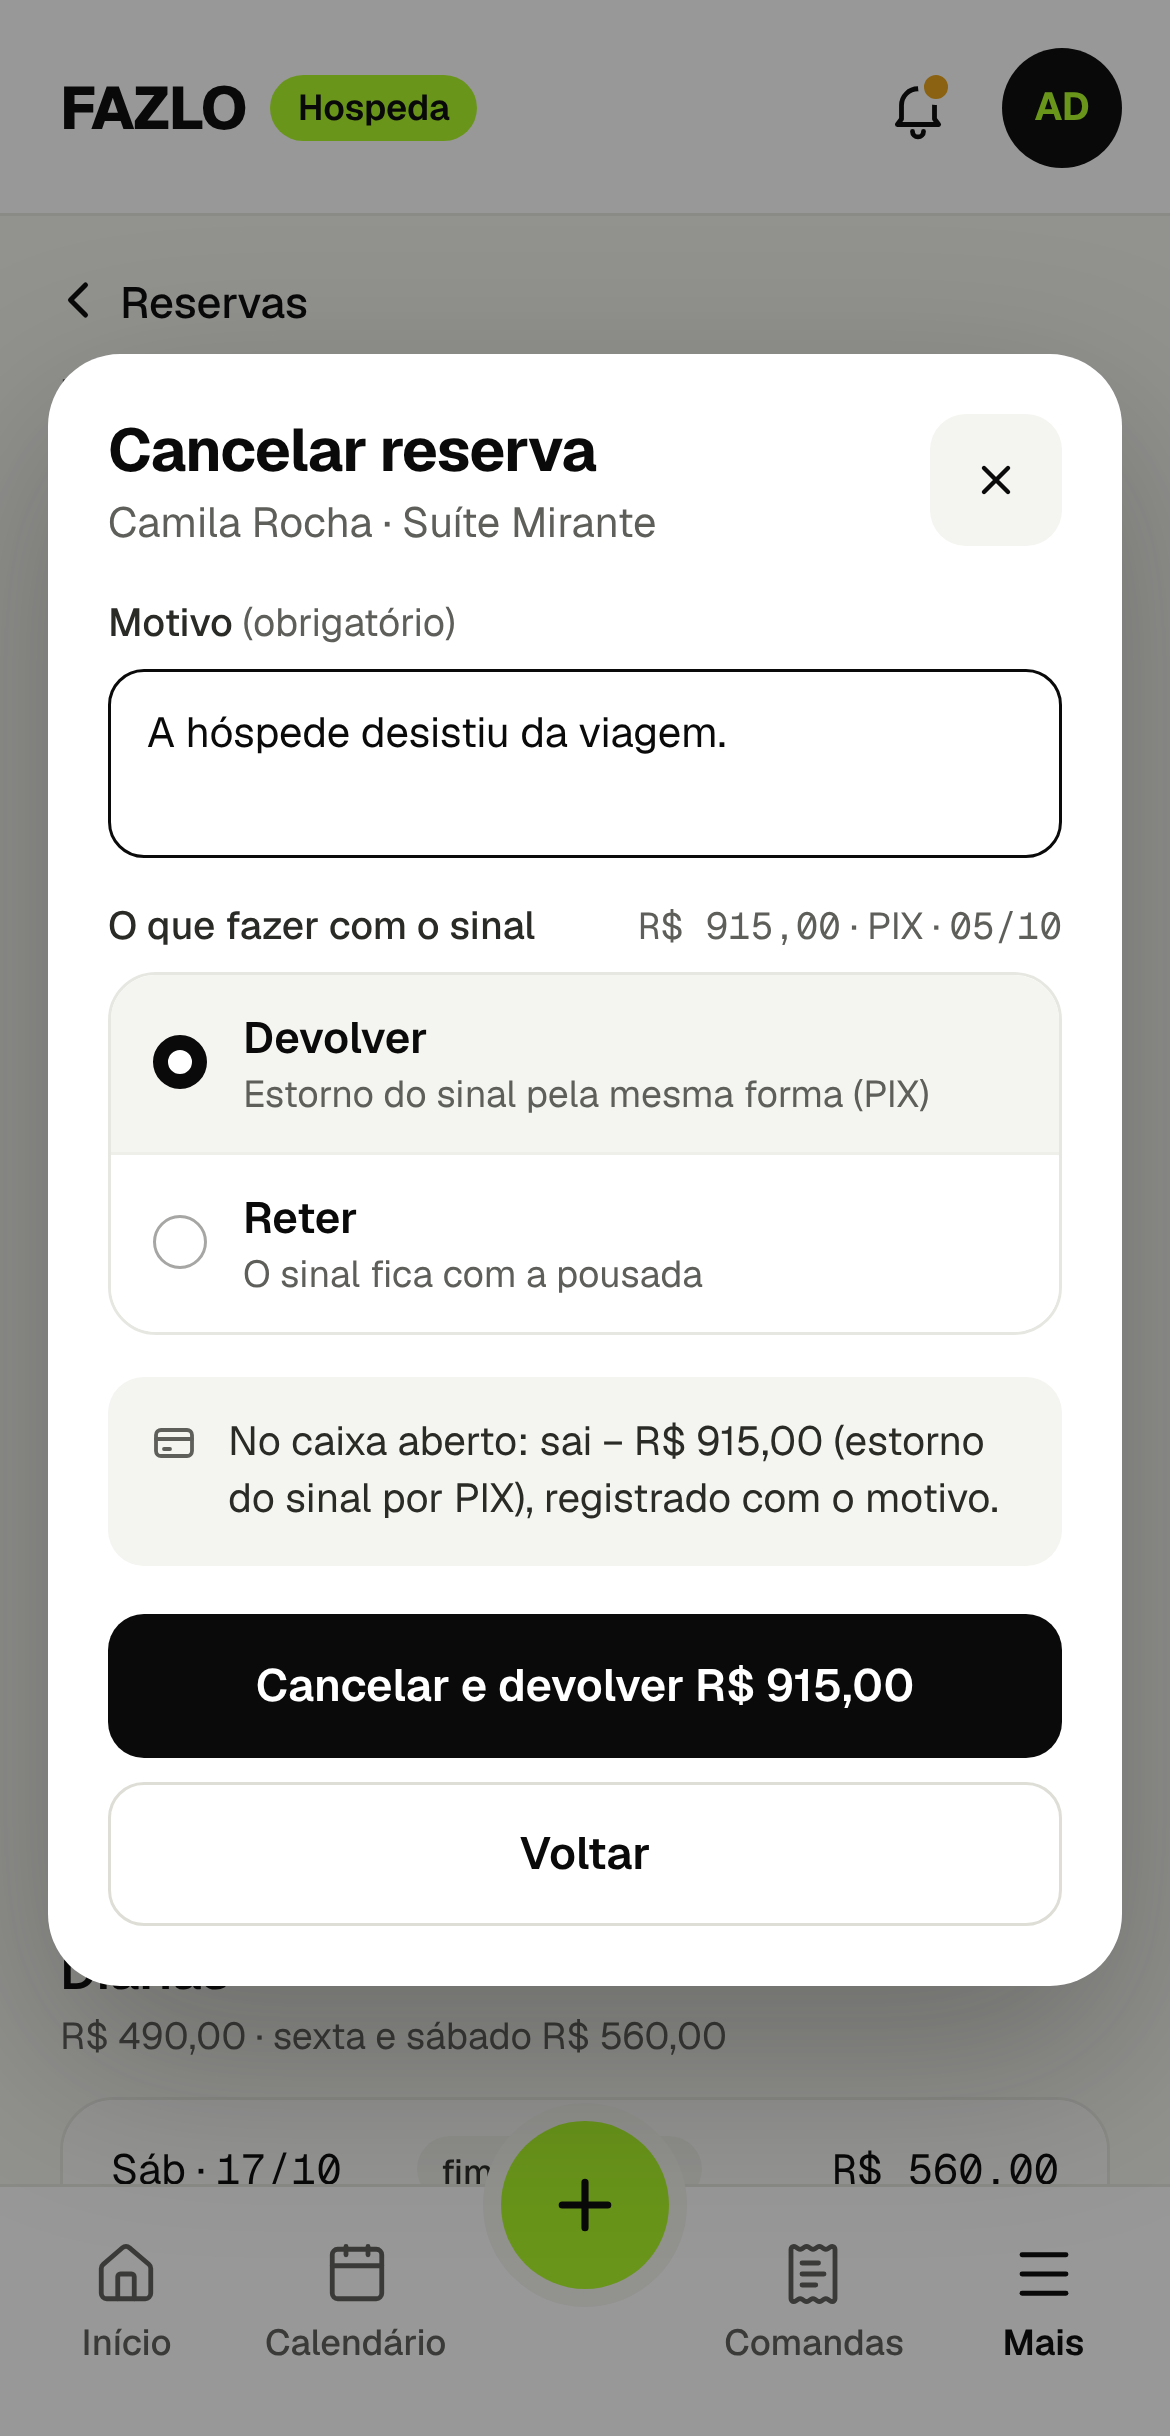 FAZLO Hospeda AD
Reservas
Cancelar reserva
Camila Rocha · Suíte Mirante
Motivo (obrigatório)
A hóspede desistiu da viagem.
O que fazer com o sinal R$ 915,00 · PIX · 05/10
Devolver
Estorno do sinal pela mesma forma (PIX)
Reter
O sinal fica com a pousada
No caixa aberto: sai – R$ 915,00 (estorno
do sinal por PIX), registrado com o motivo.
Cancelar e devolver R$ 915,00
Voltar
Diárias
R$ 490,00 · sexta e sábado R$ 560,00
Sáb · 17/10 fim R$ 560,00
Início Calendário Comandas Mais